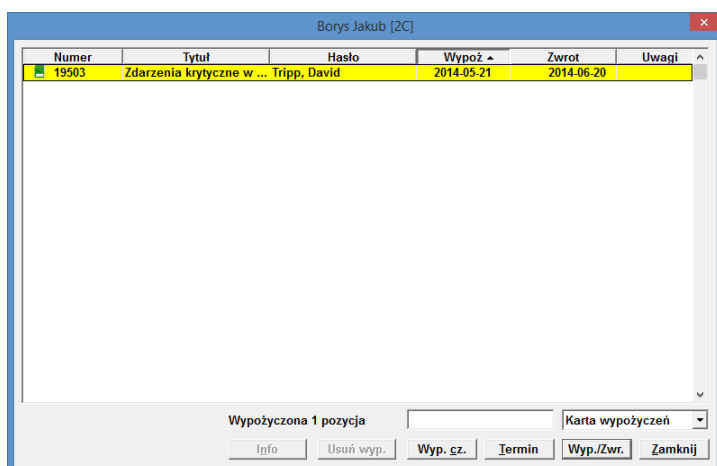 Borys Jakub [2C]
Numer Tytuł Hasło Wypoż Zwrot Uwagi
19503 Zdarzenia krytyczne w ... Tripp, David 2014-05-21 2014-06-20
Wypożyczona 1 pozycja Karta wypożyczeń
Info Usuń wyp. Wyp. cz. Termin Wyp./Zwr. Zamknij